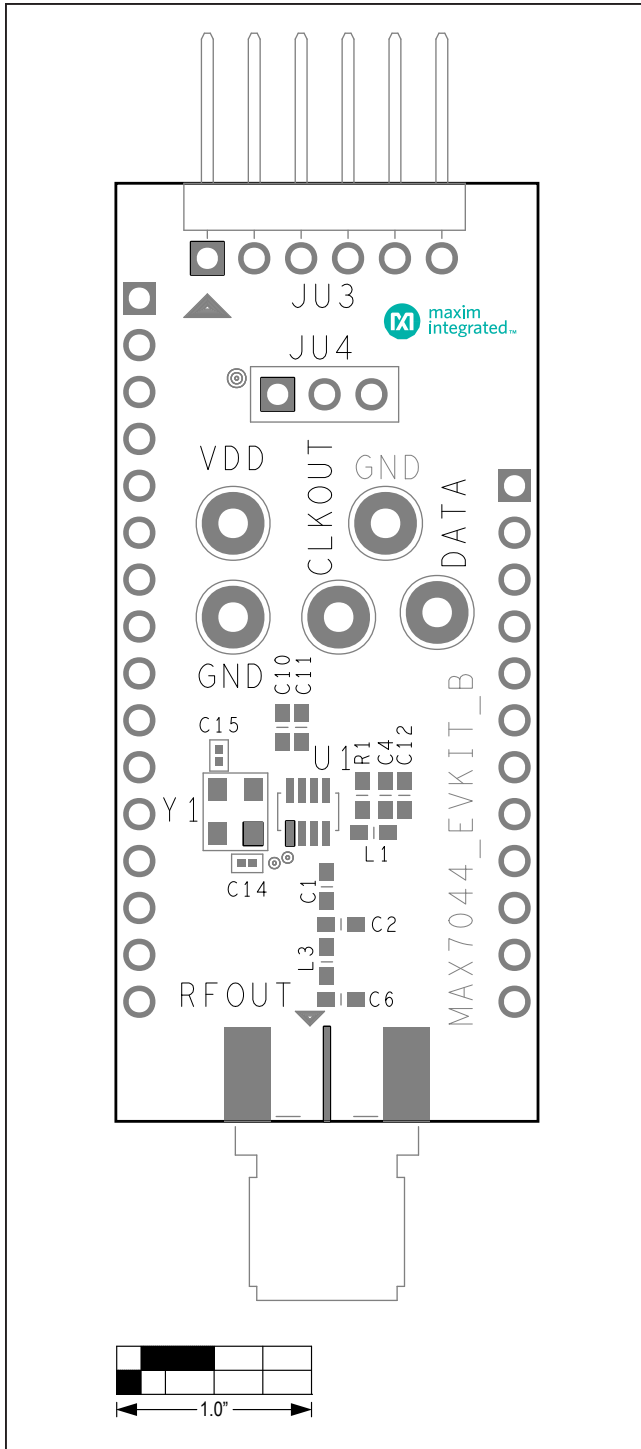 JU3
maxim
integrated™
JU4
VDD
CLKOUT
GND
DATA
GND
C10
C11
C15
U1
R1
C4
C12
Y1
L1
C14
C1
C2
L3
MAX7044_EVKIT_B
RFOUT
C6
1.0”